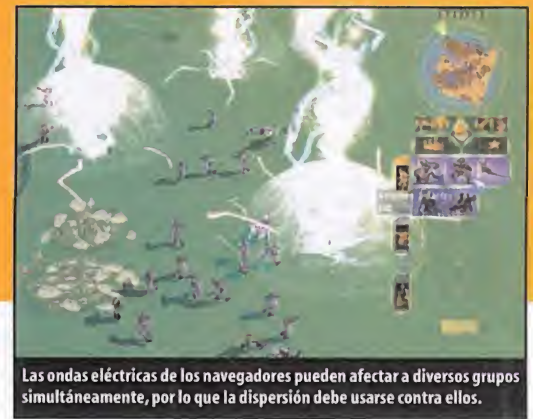 Las ondas eléctricas de los navegadores pueden afectar a diversos grupos
simultáneamente, por lo que la dispersión debe usarse contra ellos.